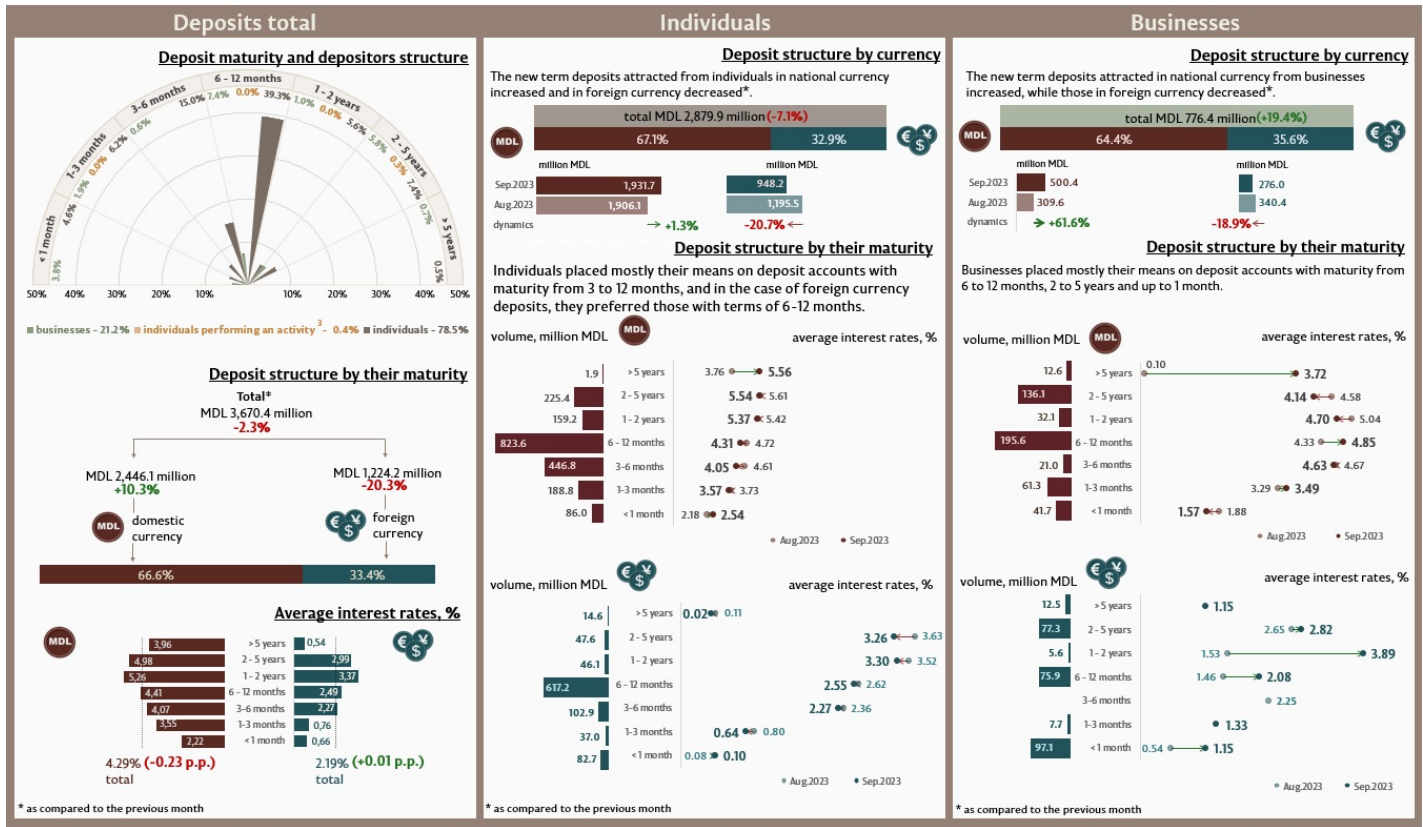 Deposits total
Deposit maturity and depositors structure
< 1 month
1-3 months
3-6 months
6 - 12 months
1 - 2 years
2 - 5 years
> 5 years
3.8%
4.6%
1.9%
0.0%
6.2%
0.6%
15.0%
7.4%
0.0%
39.3%
1.0%
0.0%
5.6%
5.8%
0.3%
7.4%
0.7%
0.5%
50% 40% 30% 20% 10% 10% 20% 30% 40% 50%
businesses - 21.2% individuals performing an activity 3 - 0.4% individuals - 78.5%
Deposit structure by their maturity
Total*
MDL 3,670.4 million
-2.3%
MDL 2,446.1 million
+10.3%
MDL 1,224.2 million
-20.3%
MDL domestic currency
€ ¥ $ foreign currency
66.6% 33.4%
Average interest rates, %
MDL
€ ¥ $
3,96 > 5 years 0,54
4,98 2 - 5 years 2,99
5,26 1 - 2 years 3,37
4,41 6 - 12 months 2,49
4,07 3-6 months 2,27
3,55 1-3 months 0,76
2,22 < 1 month 0,66
4.29% (-0.23 p.p.)
total
2.19% (+0.01 p.p.)
total
* as compared to the previous month
Individuals
Deposit structure by currency
The new term deposits attracted from individuals in national currency
increased and in foreign currency decreased*.
total MDL 2,879.9 million (-7.1%)
MDL 67.1% 32.9% € ¥ $
million MDL million MDL
Sep.2023 1,931.7 948.2
Aug.2023 1,906.1 1,195.5
dynamics +1.3% -20.7%
Deposit structure by their maturity
Individuals placed mostly their means on deposit accounts with
maturity from 3 to 12 months, and in the case of foreign currency
deposits, they preferred those with terms of 6-12 months.
volume, million MDL MDL average interest rates, %
1.9 > 5 years 3.76 5.56
225.4 2 - 5 years 5.54 5.61
159.2 1 - 2 years 5.37 5.42
823.6 6 - 12 months 4.31 4.72
446.8 3-6 months 4.05 4.61
188.8 1-3 months 3.57 3.73
86.0 < 1 month 2.18 2.54
Aug.2023 Sep.2023
volume, million MDL € ¥ $ average interest rates, %
14.6 > 5 years 0.02 0.11
47.6 2 - 5 years 3.26 3.63
46.1 1 - 2 years 3.30 3.52
617.2 6 - 12 months 2.55 2.62
102.9 3-6 months 2.27 2.36
37.0 1-3 months 0.64 0.80
82.7 < 1 month 0.08 0.10
Aug.2023 Sep.2023
* as compared to the previous month
Businesses
Deposit structure by currency
The new term deposits attracted in national currency from businesses
increased, while those in foreign currency decreased*.
total MDL 776.4 million (+19.4%)
MDL 64.4% 35.6% € ¥ $
million MDL million MDL
Sep.2023 500.4 276.0
Aug.2023 309.6 340.4
dynamics +61.6% -18.9%
Deposit structure by their maturity
Businesses placed mostly their means on deposit accounts with maturity from
6 to 12 months, 2 to 5 years and up to 1 month.
volume, million MDL MDL average interest rates, %
12.6 > 5 years 0.10 3.72
136.1 2 - 5 years 4.14 4.58
32.1 1 - 2 years 4.70 5.04
195.6 6 - 12 months 4.33 4.85
21.0 3-6 months 4.63 4.67
61.3 1-3 months 3.29 3.49
41.7 < 1 month 1.57 1.88
Aug.2023 Sep.2023
volume, million MDL € ¥ $ average interest rates, %
12.5 > 5 years 1.15
77.3 2 - 5 years 2.65 2.82
5.6 1 - 2 years 1.53 3.89
75.9 6 - 12 months 1.46 2.08
3-6 months 2.25
7.7 1-3 months 1.33
97.1 < 1 month 0.54 1.15
Aug.2023 Sep.2023
* as compared to the previous month